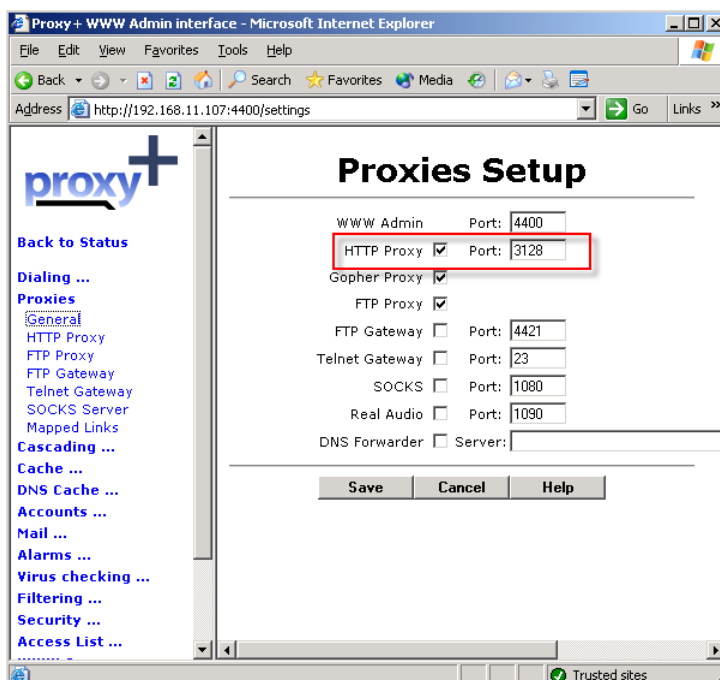 Proxy+ WWW Admin interface - Microsoft Internet Explorer
File Edit View Favorites Tools Help
Back Search Favorites Media
Address http://192.168.11.107:4400/settings Go Links »
proxy+
Back to Status
Dialing ...
Proxies
General
HTTP Proxy
FTP Proxy
FTP Gateway
Telnet Gateway
SOCKS Server
Mapped Links
Cascading ...
Cache ...
DNS Cache ...
Accounts ...
Mail ...
Alarms ...
Virus checking ...
Filtering ...
Security ...
Access List ...
Proxies Setup
WWW Admin Port: 4400
HTTP Proxy Port: 3128
Gopher Proxy
FTP Proxy
FTP Gateway Port: 4421
Telnet Gateway Port: 23
SOCKS Port: 1080
Real Audio Port: 1090
DNS Forwarder Server:
Save Cancel Help
Trusted sites